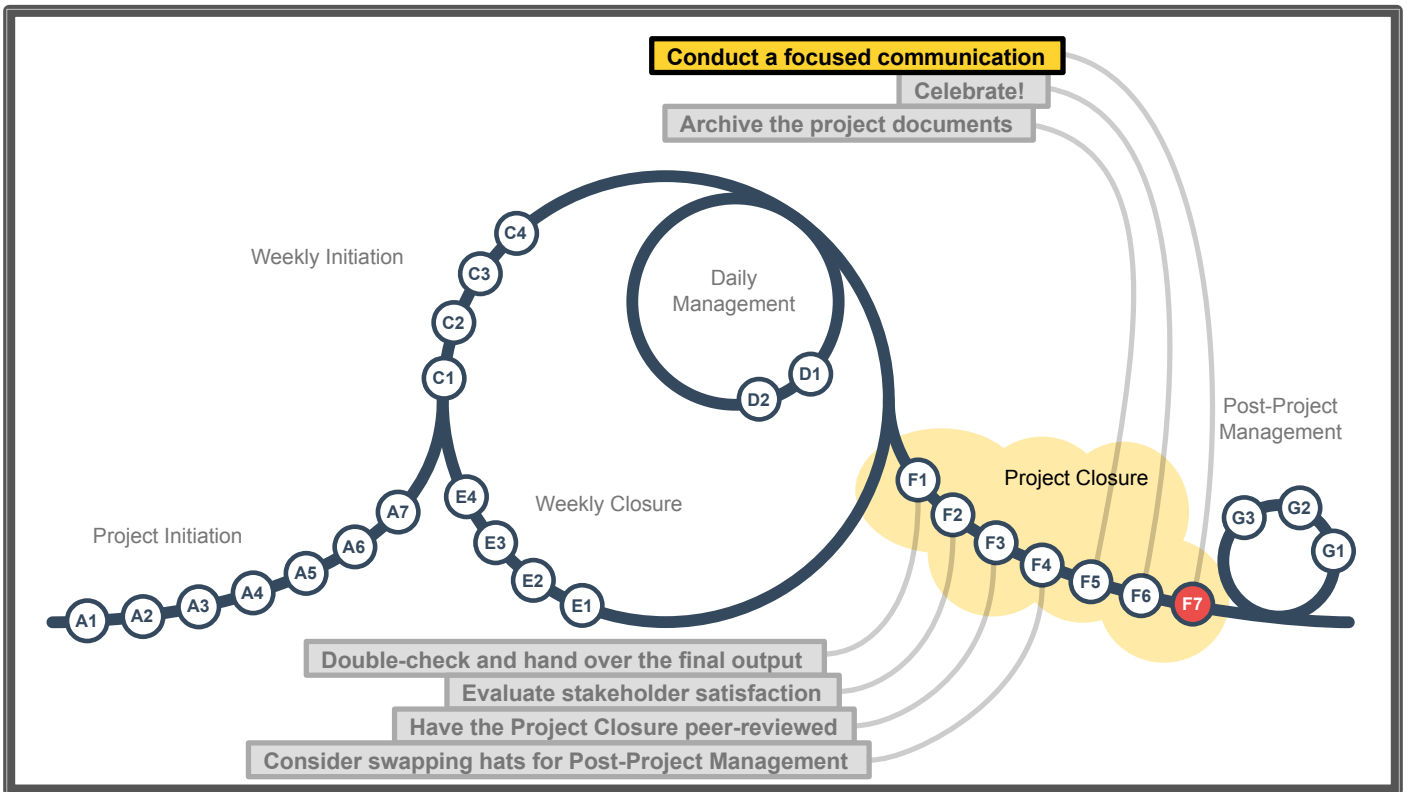 Conduct a focused communication
Celebrate!
Archive the project documents
C4
Weekly Initiation
C3
Daily
Management
C2
C1
D1
D2
Post-Project
Management
F1
Project Closure
E4
Weekly Closure
A7
F2
G3
G2
G1
Project Initiation
A6
E3
F3
A5
E2
F4
A4
F5
A3
E1
F6
F7
A2
A1
Double-check and hand over the final output
Evaluate stakeholder satisfaction
Have the Project Closure peer-reviewed
Consider swapping hats for Post-Project Management